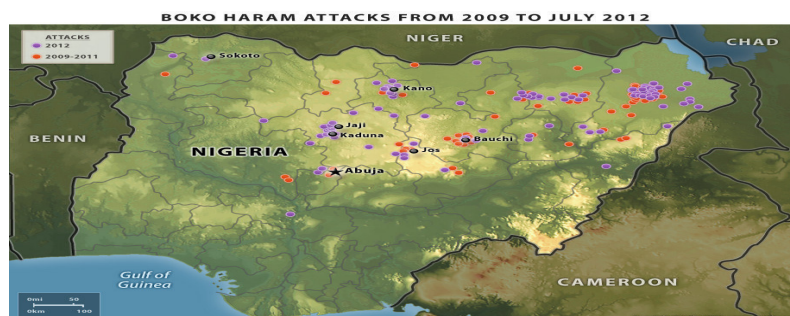 BOKO HARAM ATTACKS FROM 2009 TO JULY 2012
NIGER
CHAD
ATTACKS
2012
2009-2011
Sokoto
Kano
BENIN
Jaji
Kaduna
NIGERIA
Bauchi
Jos
Abuja
Gulf of
Guinea
CAMEROON
0mi 50
0km 100